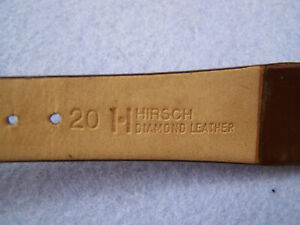 20 H HIRSCH
DIAMOND LEATHER